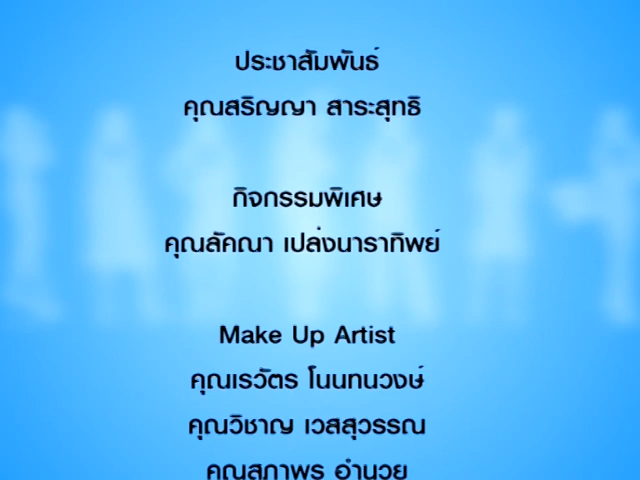 ประชาสัมพันธ์
คุณสริญญา สาระสุทธิ
กิจกรรมพิเศษ
คุณลัคณา เปล่งนาราทิพย์
Make Up Artist
คุณเรวัตร โนนทนวงษ์
คุณวิชาญ เวสสุวรรณ
คุณสุภาพร อำนวย